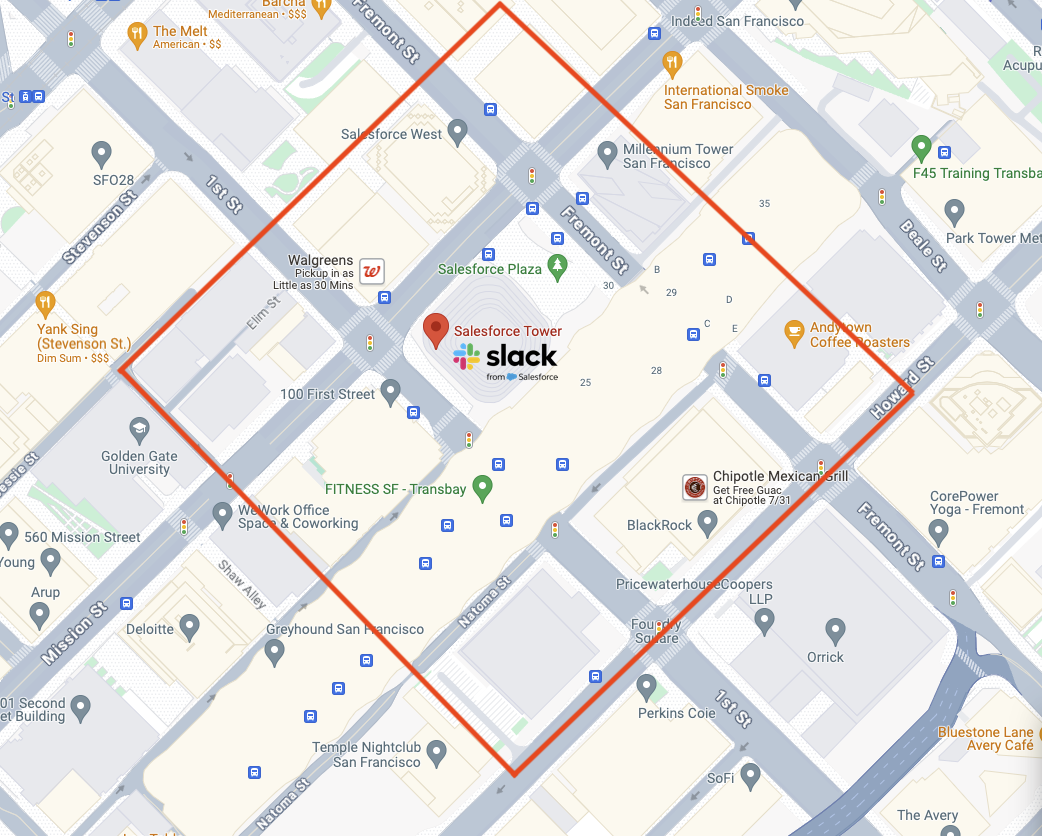 Barcha
Mediterranean • $$$
The Melt
American • $$
Fremont St
Indeed San Francisco
International Smoke
San Francisco
St
Salesforce West
Millennium Tower
San Francisco
F45 Training Transba
SFO28
1st St
Stevenson St
35
Fremont St
Beale St
Park Tower Met
Walgreens
Pickup in as
Little as 30 Mins
Salesforce Plaza
B
30
29
D
C
E
Elim St
Yank Sing
(Stevenson St.)
Dim Sum • $$$
Salesforce Tower
slack
from Salesforce
Andytown
Coffee Roasters
25
28
100 First Street
Howard St
Golden Gate
University
essie St
FITNESS SF - Transbay
Chipotle Mexican Grill
Get Free Guac
at Chipotle 7/31
WeWork Office
Space & Coworking
BlackRock
CorePower
Yoga - Fremont
Fremont St
560 Mission Street
Young
Arup
Shaw Alley
Natoma St
PricewaterhouseCoopers
LLP
Mission St
Deloitte
Greyhound San Francisco
Foundry
Square
Orrick
01 Second
et Building
Perkins Coie
1st St
Temple Nightclub
San Francisco
Bluestone Lane
Avery Café
SoFi
Natoma St
The Avery